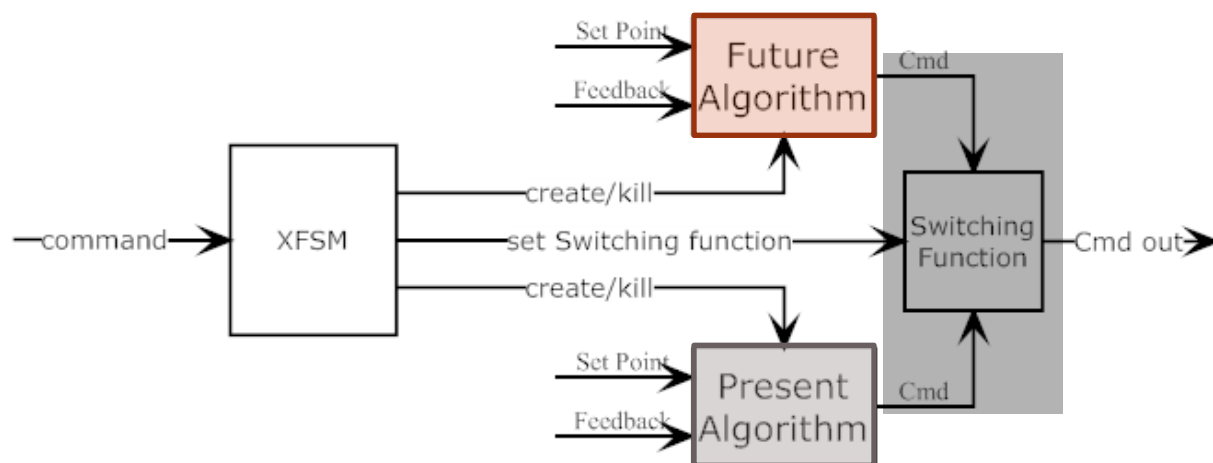 Set Point
Future
Algorithm
Cmd
Feedback
create/kill
command
XFSM
set Switching function
Switching
Function
Cmd out
create/kill
Set Point
Present
Algorithm
Cmd
Feedback